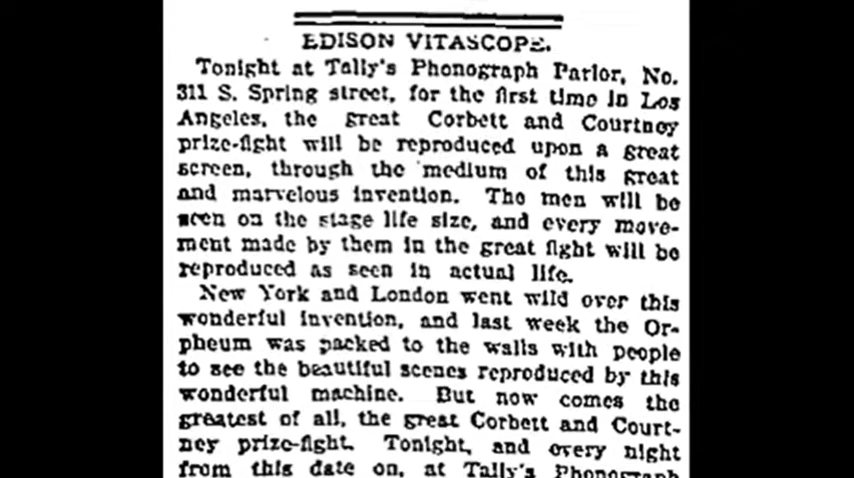 EDISON VITASCOPE.
Tonight at Tally's Phonograph Parlor, No.
311 S. Spring street, for the first time in Los
Angeles, the great Corbett and Courtney
prize-fight will be reproduced upon a great
screen, through the medium of this great
and marvelous invention. The men will be
seen on the stage life size, and every move-
ment made by them in the great fight will be
reproduced as seen in actual life.
New York and London went wild over this
wonderful invention, and last week the Or-
pheum was packed to the walls with people
to see the beautiful scenes reproduced by this
wonderful machine. But now comes the
greatest of all, the great Corbett and Court-
ney prize-fight. Tonight, and every night
from this date on, at Tally's Phonograph